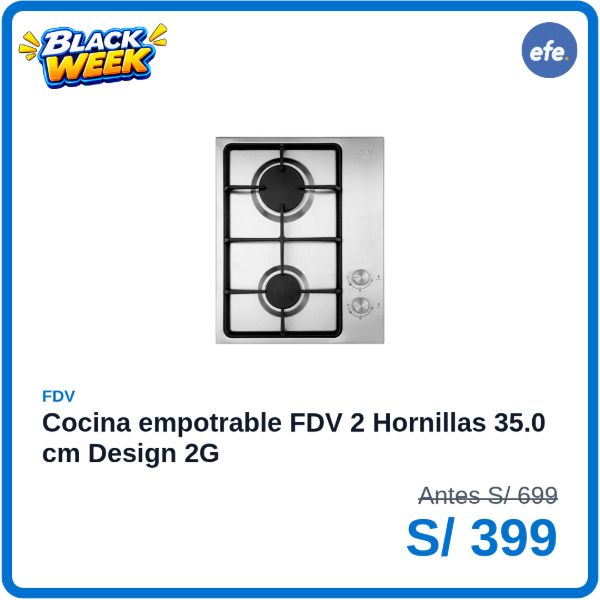 BLACK
WEEK
efe.
FDV
Cocina empotrable FDV 2 Hornillas 35.0
cm Design 2G
Antes S/ 699
S/ 399